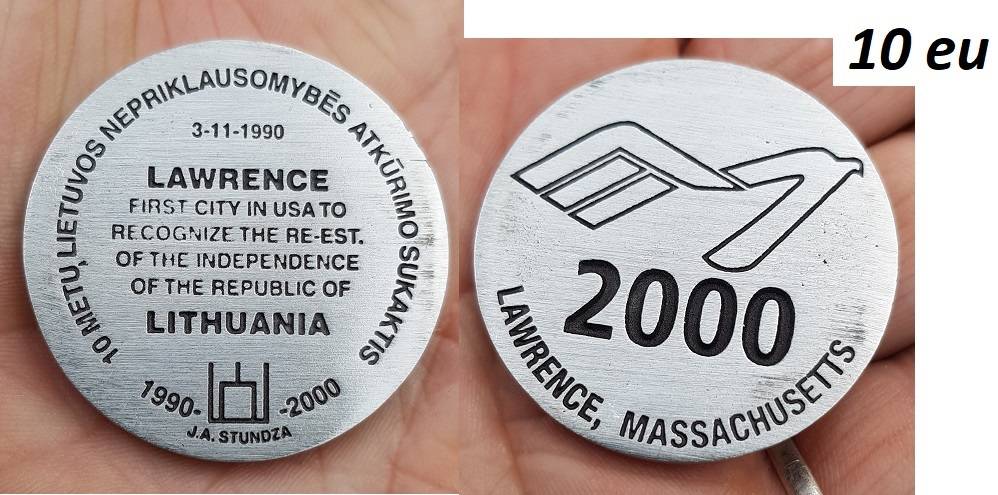 10 METŲ LIETUVOS NEPRIKLAUSOMYBĖS ATKŪRIMO SUKAKTIS
3-11-1990
LAWRENCE
FIRST CITY IN USA TO
RECOGNIZE THE RE-EST.
OF THE INDEPENDENCE
OF THE REPUBLIC OF
LITHUANIA
1990- -2000
J.A. STUNDZA
10 eu
2000
LAWRENCE, MASSACHUSETTS